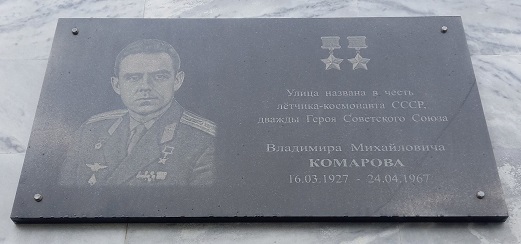 Улица названа в честь
лётчика-космонавта СССР,
дважды Героя Советского Союза
Владимира Михайловича
КОМАРОВА
16.03.1927 - 24.04.1967